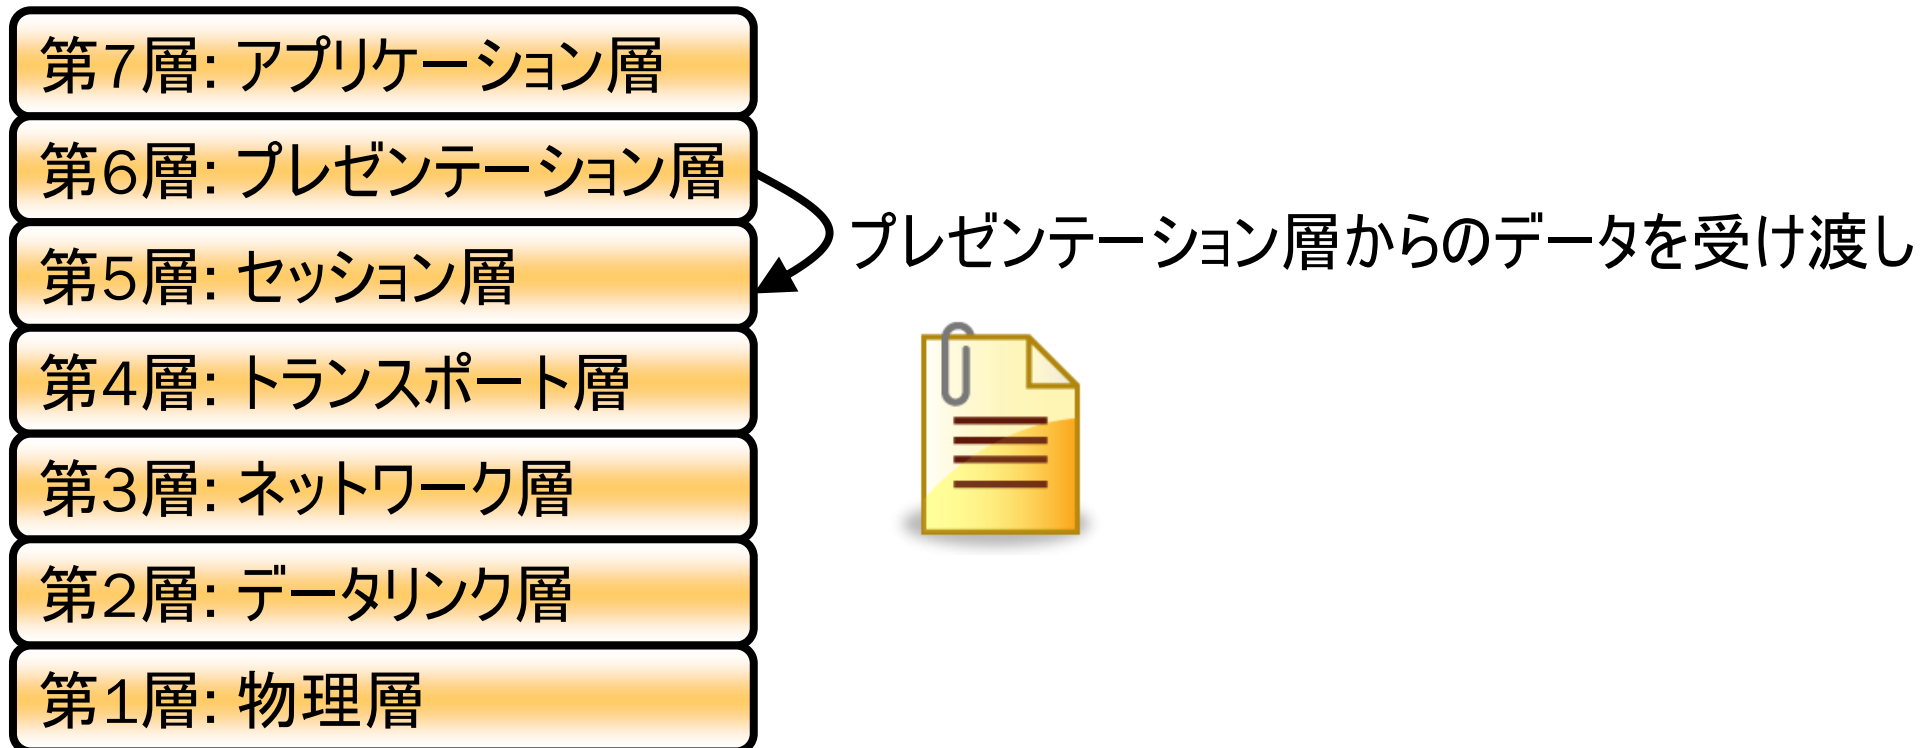 第7層: アプリケーション層
第6層: プレゼンテーション層
プレゼンテーション層からのデータを受け渡し
第5層: セッション層
第4層: トランスポート層
第3層: ネットワーク層
第2層: データリンク層
第1層: 物理層